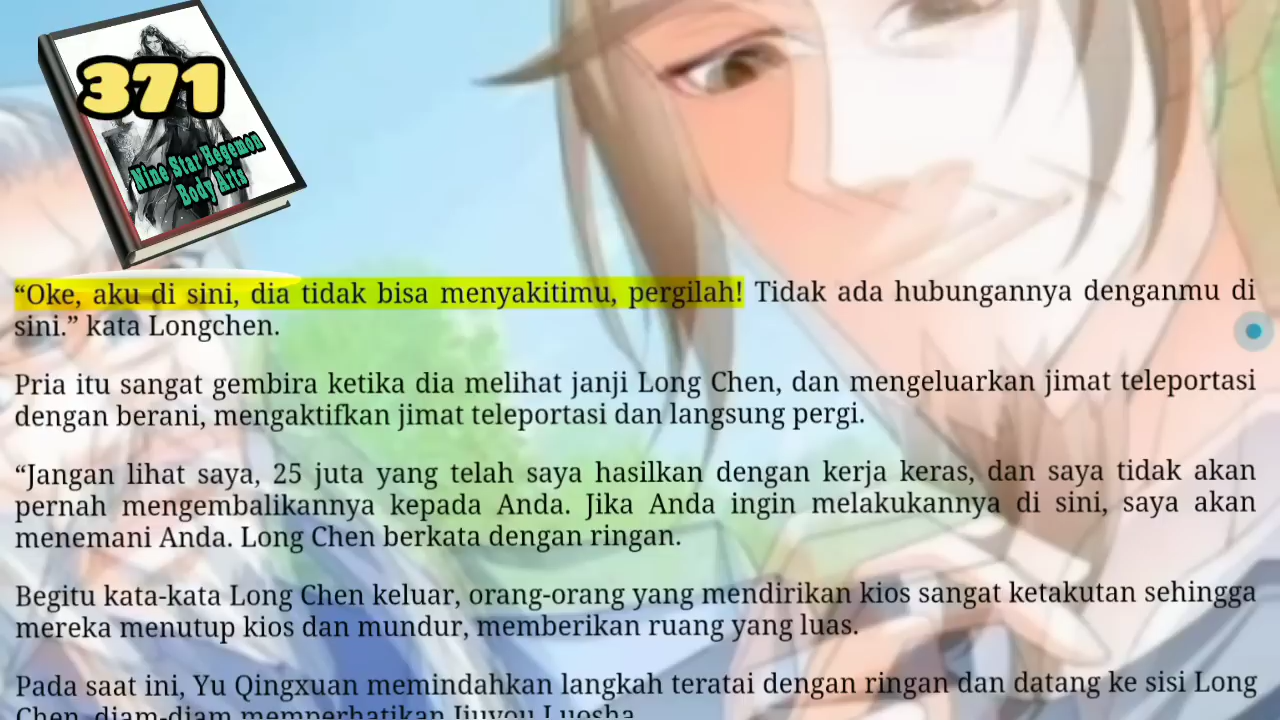 371
Nine Star Hegemon
Body Arts
“Oke, aku di sini, dia tidak bisa menyakitimu, pergilah! Tidak ada hubungannya denganmu di
sini.” kata Longchen.
Pria itu sangat gembira ketika dia melihat janji Long Chen, dan mengeluarkan jimat teleportasi
dengan berani, mengaktifkan jimat teleportasi dan langsung pergi.
“Jangan lihat saya, 25 juta yang telah saya hasilkan dengan kerja keras, dan saya tidak akan
pernah mengembalikannya kepada Anda. Jika Anda ingin melakukannya di sini, saya akan
menemani Anda. Long Chen berkata dengan ringan.
Begitu kata-kata Long Chen keluar, orang-orang yang mendirikan kios sangat ketakutan sehingga
mereka menutup kios dan mundur, memberikan ruang yang luas.
Pada saat ini, Yu Qingxuan memindahkan langkah teratai dengan ringan dan datang ke sisi Long
Chen, diam-diam memperhatikan Jiuyou Luosha.